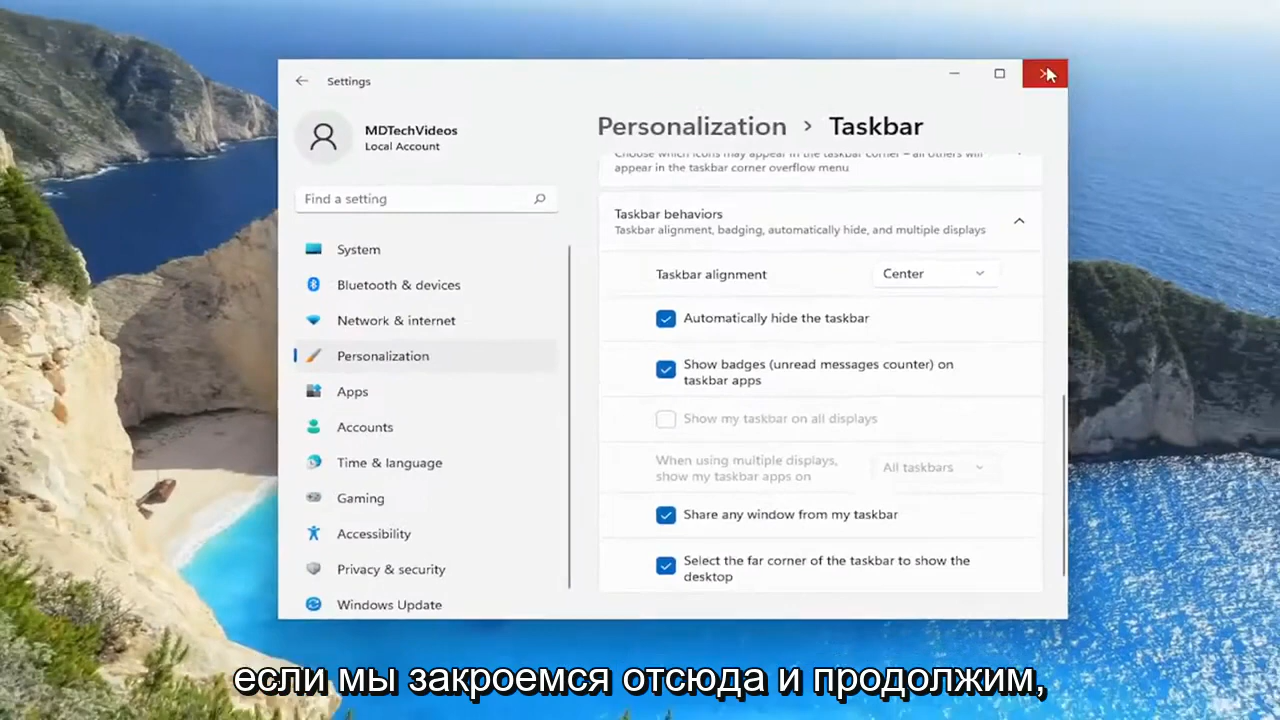 Settings
MDTechVideos
Local Account
Find a setting
System
Bluetooth & devices
Network & internet
Personalization
Apps
Accounts
Time & language
Gaming
Accessibility
Privacy & security
Windows Update
Personalization > Taskbar
Choose which icons may appear in the taskbar corner – all others will
appear in the taskbar corner overflow menu
Taskbar behaviors
Taskbar alignment, badging, automatically hide, and multiple displays
Taskbar alignment
Center
Automatically hide the taskbar
Show badges (unread messages counter) on
taskbar apps
Show my taskbar on all displays
When using multiple displays,
show my taskbar apps on
All taskbars
Share any window from my taskbar
Select the far corner of the taskbar to show the
desktop
если мы закроемся отсюда и продолжим,